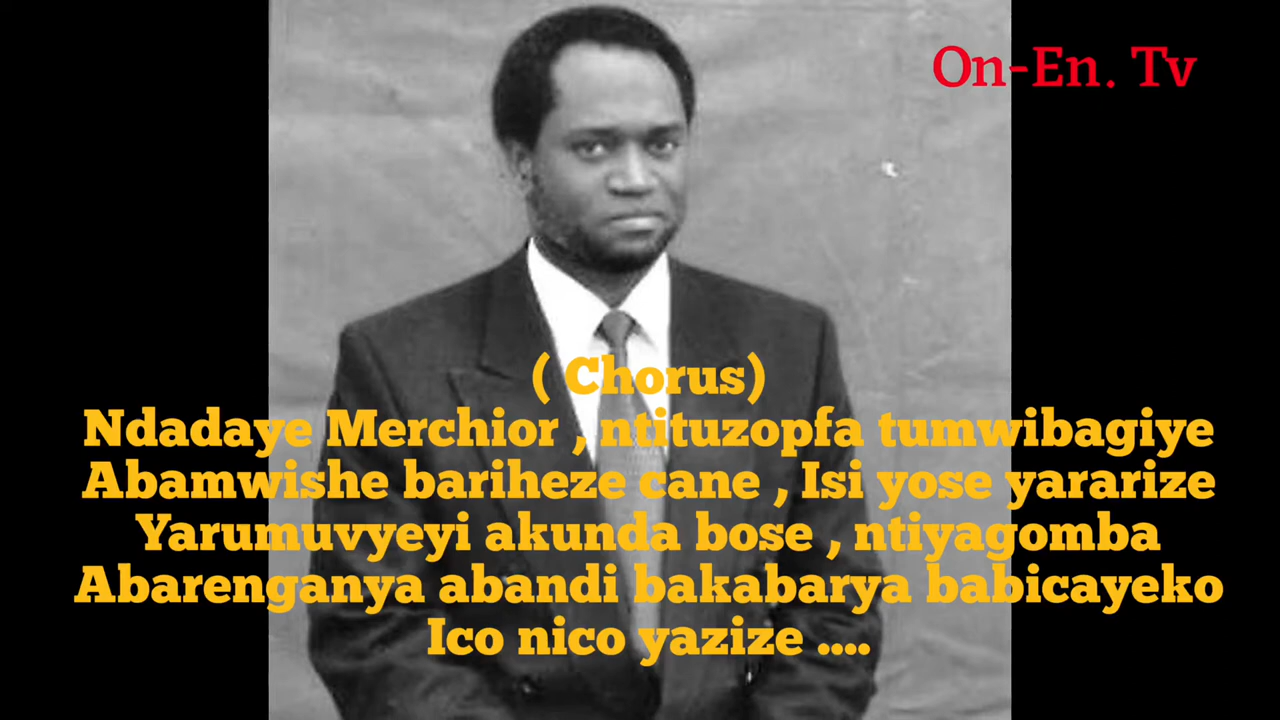 On-En. Tv
( Chorus)
Ndadaye Merchior , ntituzopfa tumwibagiye
Abamwishe bariheze cane , Isi yose yararize
Yarumuvyeyi akunda bose , ntiyagomba
Abarenganya abandi bakabarya babicayeko
Ico nico yazize ....